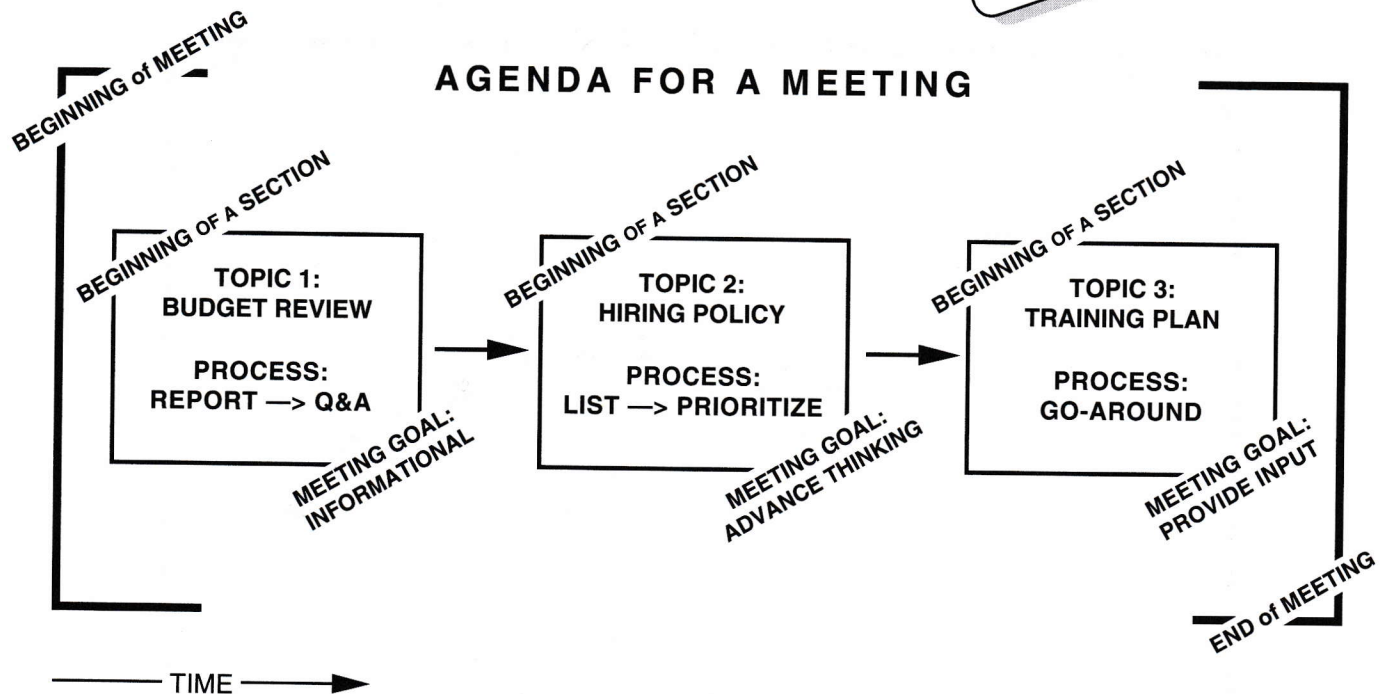 BEGINNING of MEETING
AGENDA FOR A MEETING
BEGINNING OF A SECTION
TOPIC 1:
BUDGET REVIEW
PROCESS:
REPORT —> Q&A
MEETING GOAL:
INFORMATIONAL
BEGINNING OF A SECTION
TOPIC 2:
HIRING POLICY
PROCESS:
LIST —> PRIORITIZE
MEETING GOAL:
ADVANCE THINKING
BEGINNING OF A SECTION
TOPIC 3:
TRAINING PLAN
PROCESS:
GO-AROUND
MEETING GOAL:
PROVIDE INPUT
END of MEETING
TIME